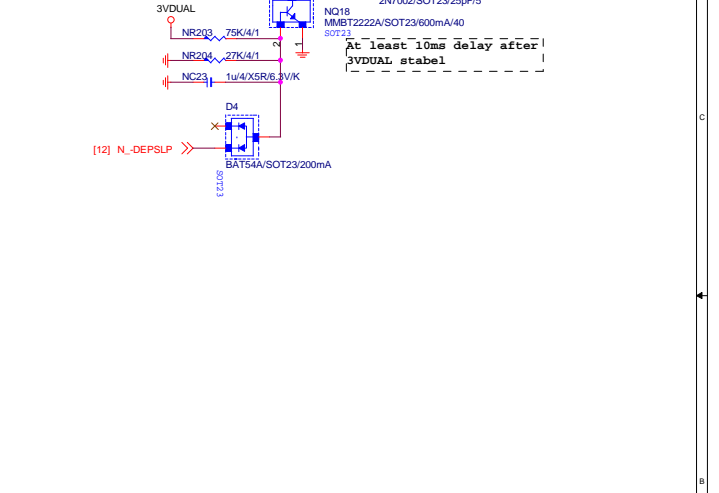 2N7002/SOT23/25pF/5
3VDUAL
NQ18
MMBT2222A/SOT23/600mA/40
SOT23
NR203 75K/4/1
2
1
At least 10ms delay after
3VDUAL stabel
NR204 27K/4/1
NC23 1u/4/X5R/6.3V/K
D4
[12] N_-DEPSLP
BAT54A/SOT23/200mA
SOT23
C
B